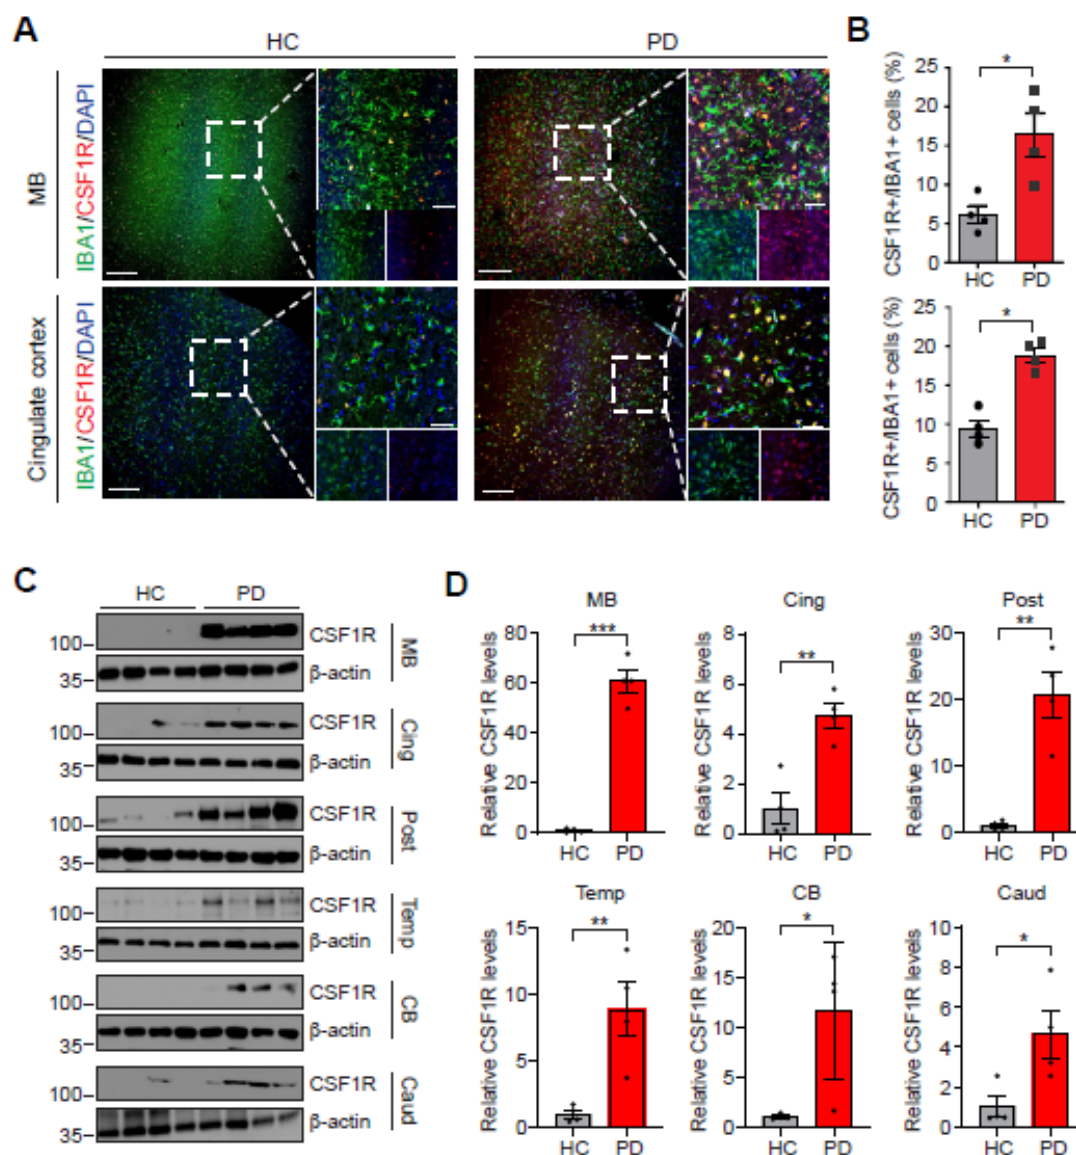 A
HC
PD
MB
IBA1/CSF1R/DAPI
Cingulate cortex
IBA1/CSF1R/DAPI
B
CSF1R+/IBA1+ cells (%)
25
20
15
10
5
0
*
HC
PD
CSF1R+/IBA1+ cells (%)
25
20
15
10
5
0
*
HC
PD
C
HC
PD
100
CSF1R
35
β-actin
MB
100
CSF1R
35
β-actin
Cing
100
CSF1R
35
β-actin
Post
100
CSF1R
35
β-actin
Temp
100
CSF1R
35
β-actin
CB
100
CSF1R
35
β-actin
Caud
D
MB
Relative CSF1R levels
80
60
40
20
0
***
HC
PD
Cing
Relative CSF1R levels
8
6
4
2
0
**
HC
PD
Post
Relative CSF1R levels
30
20
10
0
**
HC
PD
Temp
Relative CSF1R levels
15
10
5
0
**
HC
PD
CB
Relative CSF1R levels
20
15
10
5
0
*
HC
PD
Caud
Relative CSF1R levels
10
8
6
4
2
0
*
HC
PD